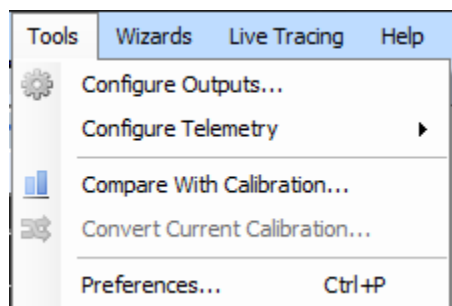 Tools Wizards Live Tracing Help
Configure Outputs...
Configure Telemetry
Compare With Calibration...
Convert Current Calibration...
Preferences... Ctrl+P